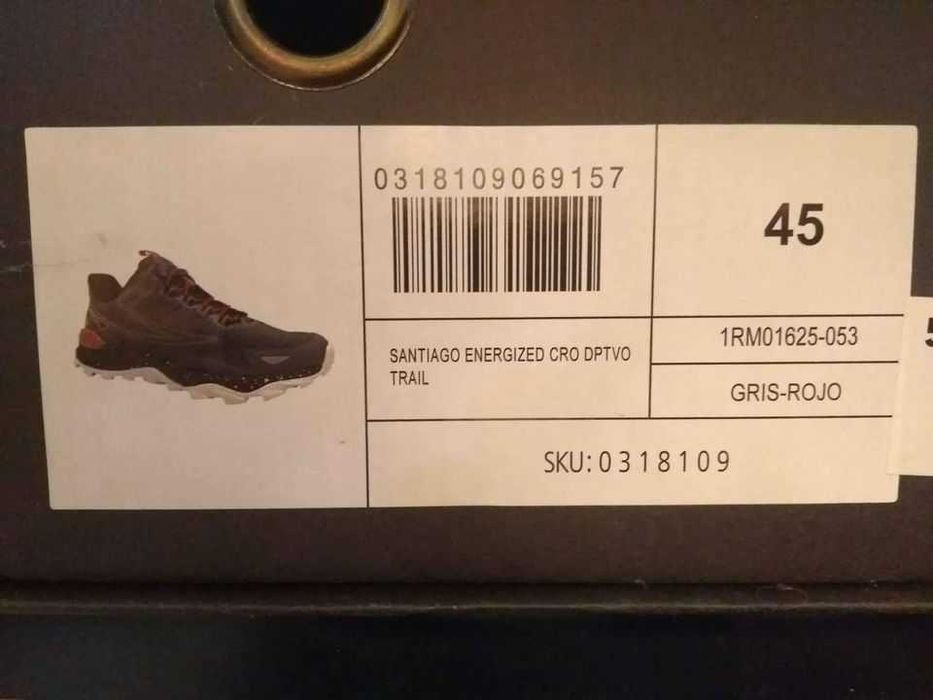 0318109069157
45
SANTIAGO ENERGIZED CRO DPTVO
TRAIL
1RM01625-053
GRIS-ROJO
SKU:0318109